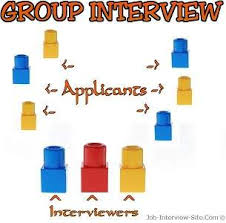 GROUP INTERVIEW
<- Applicants ->
Interviewers
Job-Interview-Site.Com ©